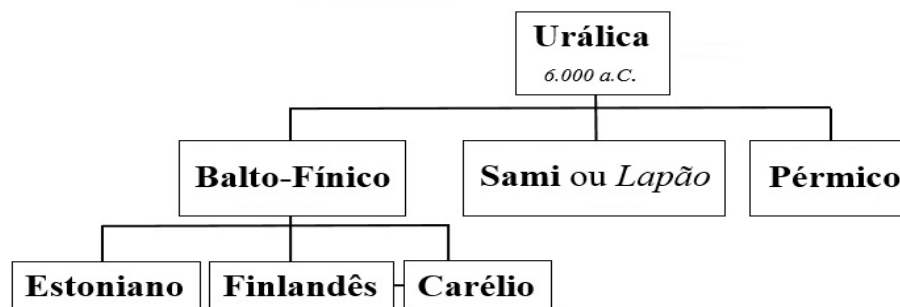 Urálica
6.000 a.C.
Balto-Fínico
Sami ou Lapão
Pérmico
Estoniano
Finlandês
Carélio